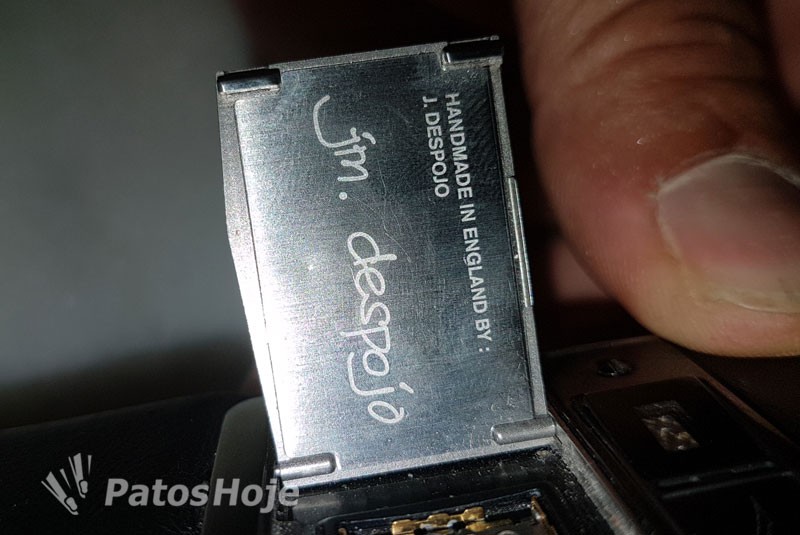 HANDMADE IN ENGLAND BY :
J. DESPOJO
jm. despojo
PatosHoje